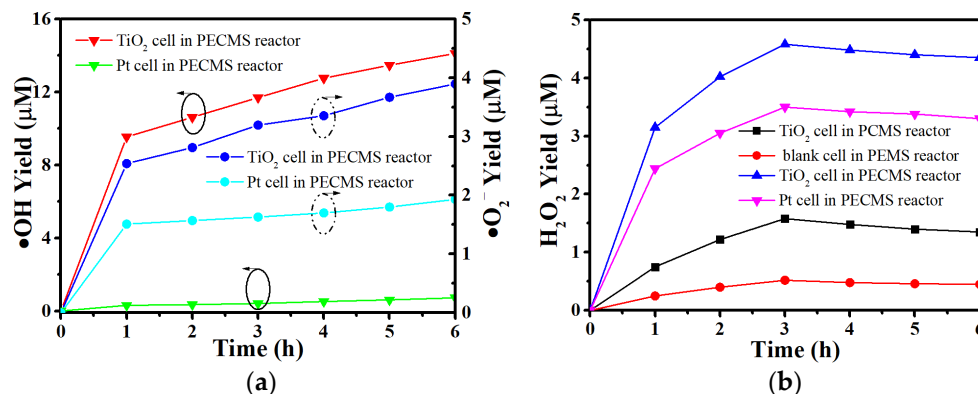 16
12
8
4
0
●OH Yield (μM)
TiO2 cell in PECMS reactor
Pt cell in PECMS reactor
TiO2 cell in PECMS reactor
Pt cell in PECMS reactor
5
4
3
2
1
0
●O2− Yield (μM)
0 1 2 3 4 5 6
Time (h)
(a)
5
4
3
2
1
0
H2O2 Yield (μM)
TiO2 cell in PCMS reactor
blank cell in PEMS reactor
TiO2 cell in PECMS reactor
Pt cell in PECMS reactor
0 1 2 3 4 5 6
Time (h)
(b)